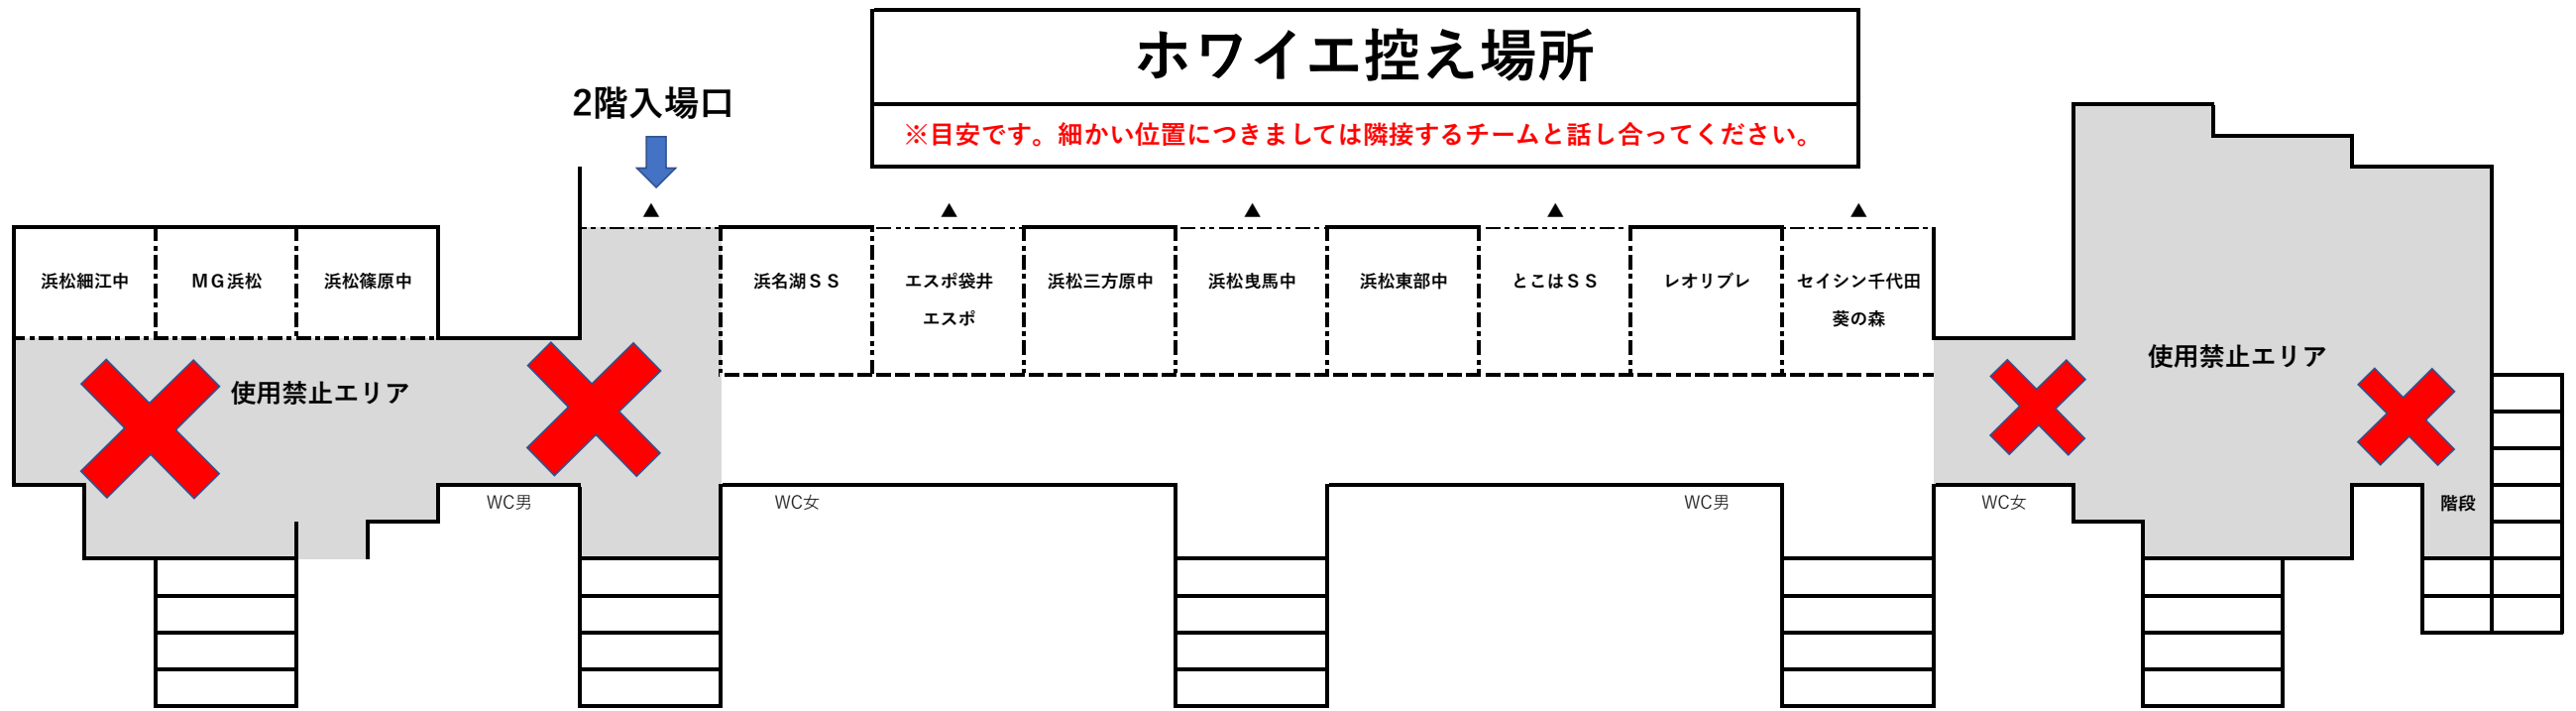 ホワイエ控え場所
※目安です。細かい位置につきましては隣接するチームと話し合ってください。
2階入場口
浜松細江中
ＭＧ浜松
浜松篠原中
浜名湖ＳＳ
エスポ袋井
エスポ
浜松三方原中
浜松曳馬中
浜松東部中
とこはＳＳ
レオリブレ
セイシン千代田
葵の森
使用禁止エリア
使用禁止エリア
WC男
WC女
WC男
WC女
階段